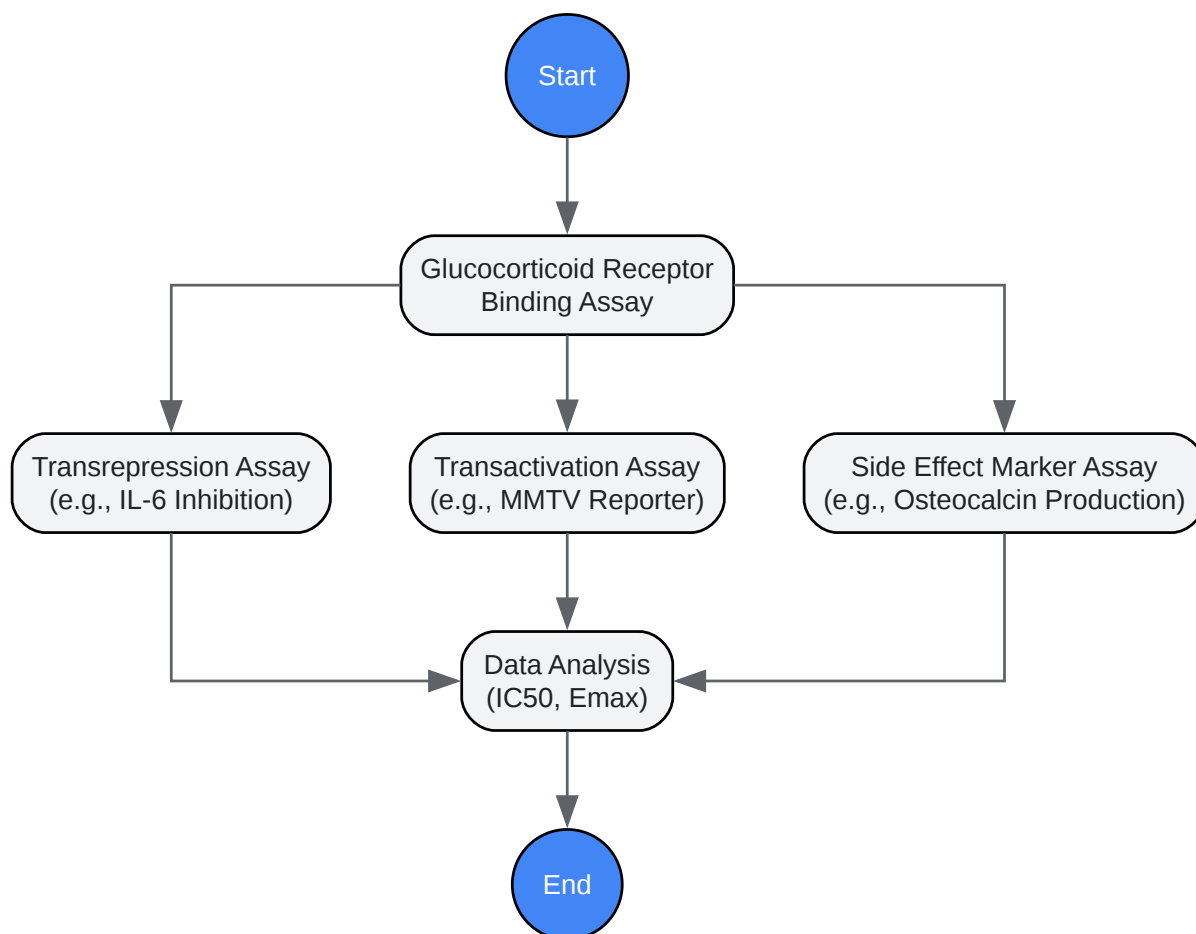 Start
Glucocorticoid Receptor
Binding Assay
Transrepression Assay
(e.g., IL-6 Inhibition)
Transactivation Assay
(e.g., MMTV Reporter)
Side Effect Marker Assay
(e.g., Osteocalcin Production)
Data Analysis
(IC50, Emax)
End